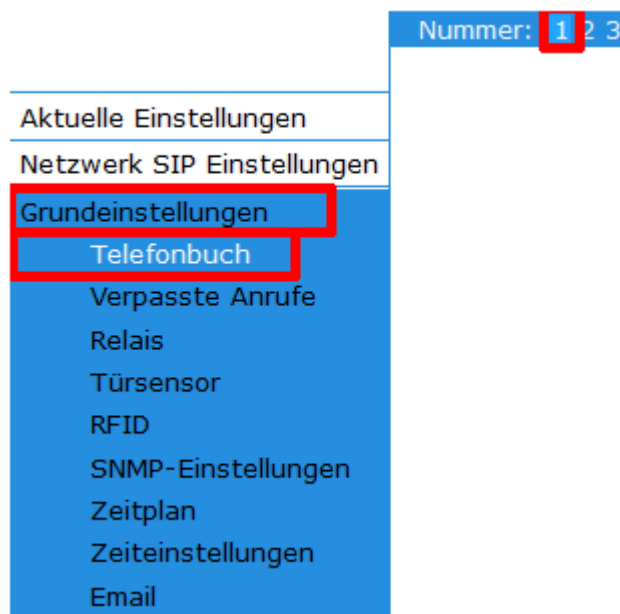 Nummer: 1 2 3
Aktuelle Einstellungen
Netzwerk SIP Einstellungen
Grundeinstellungen
Telefonbuch
Verpasste Anrufe
Relais
Türsensor
RFID
SNMP-Einstellungen
Zeitplan
Zeiteinstellungen
Email